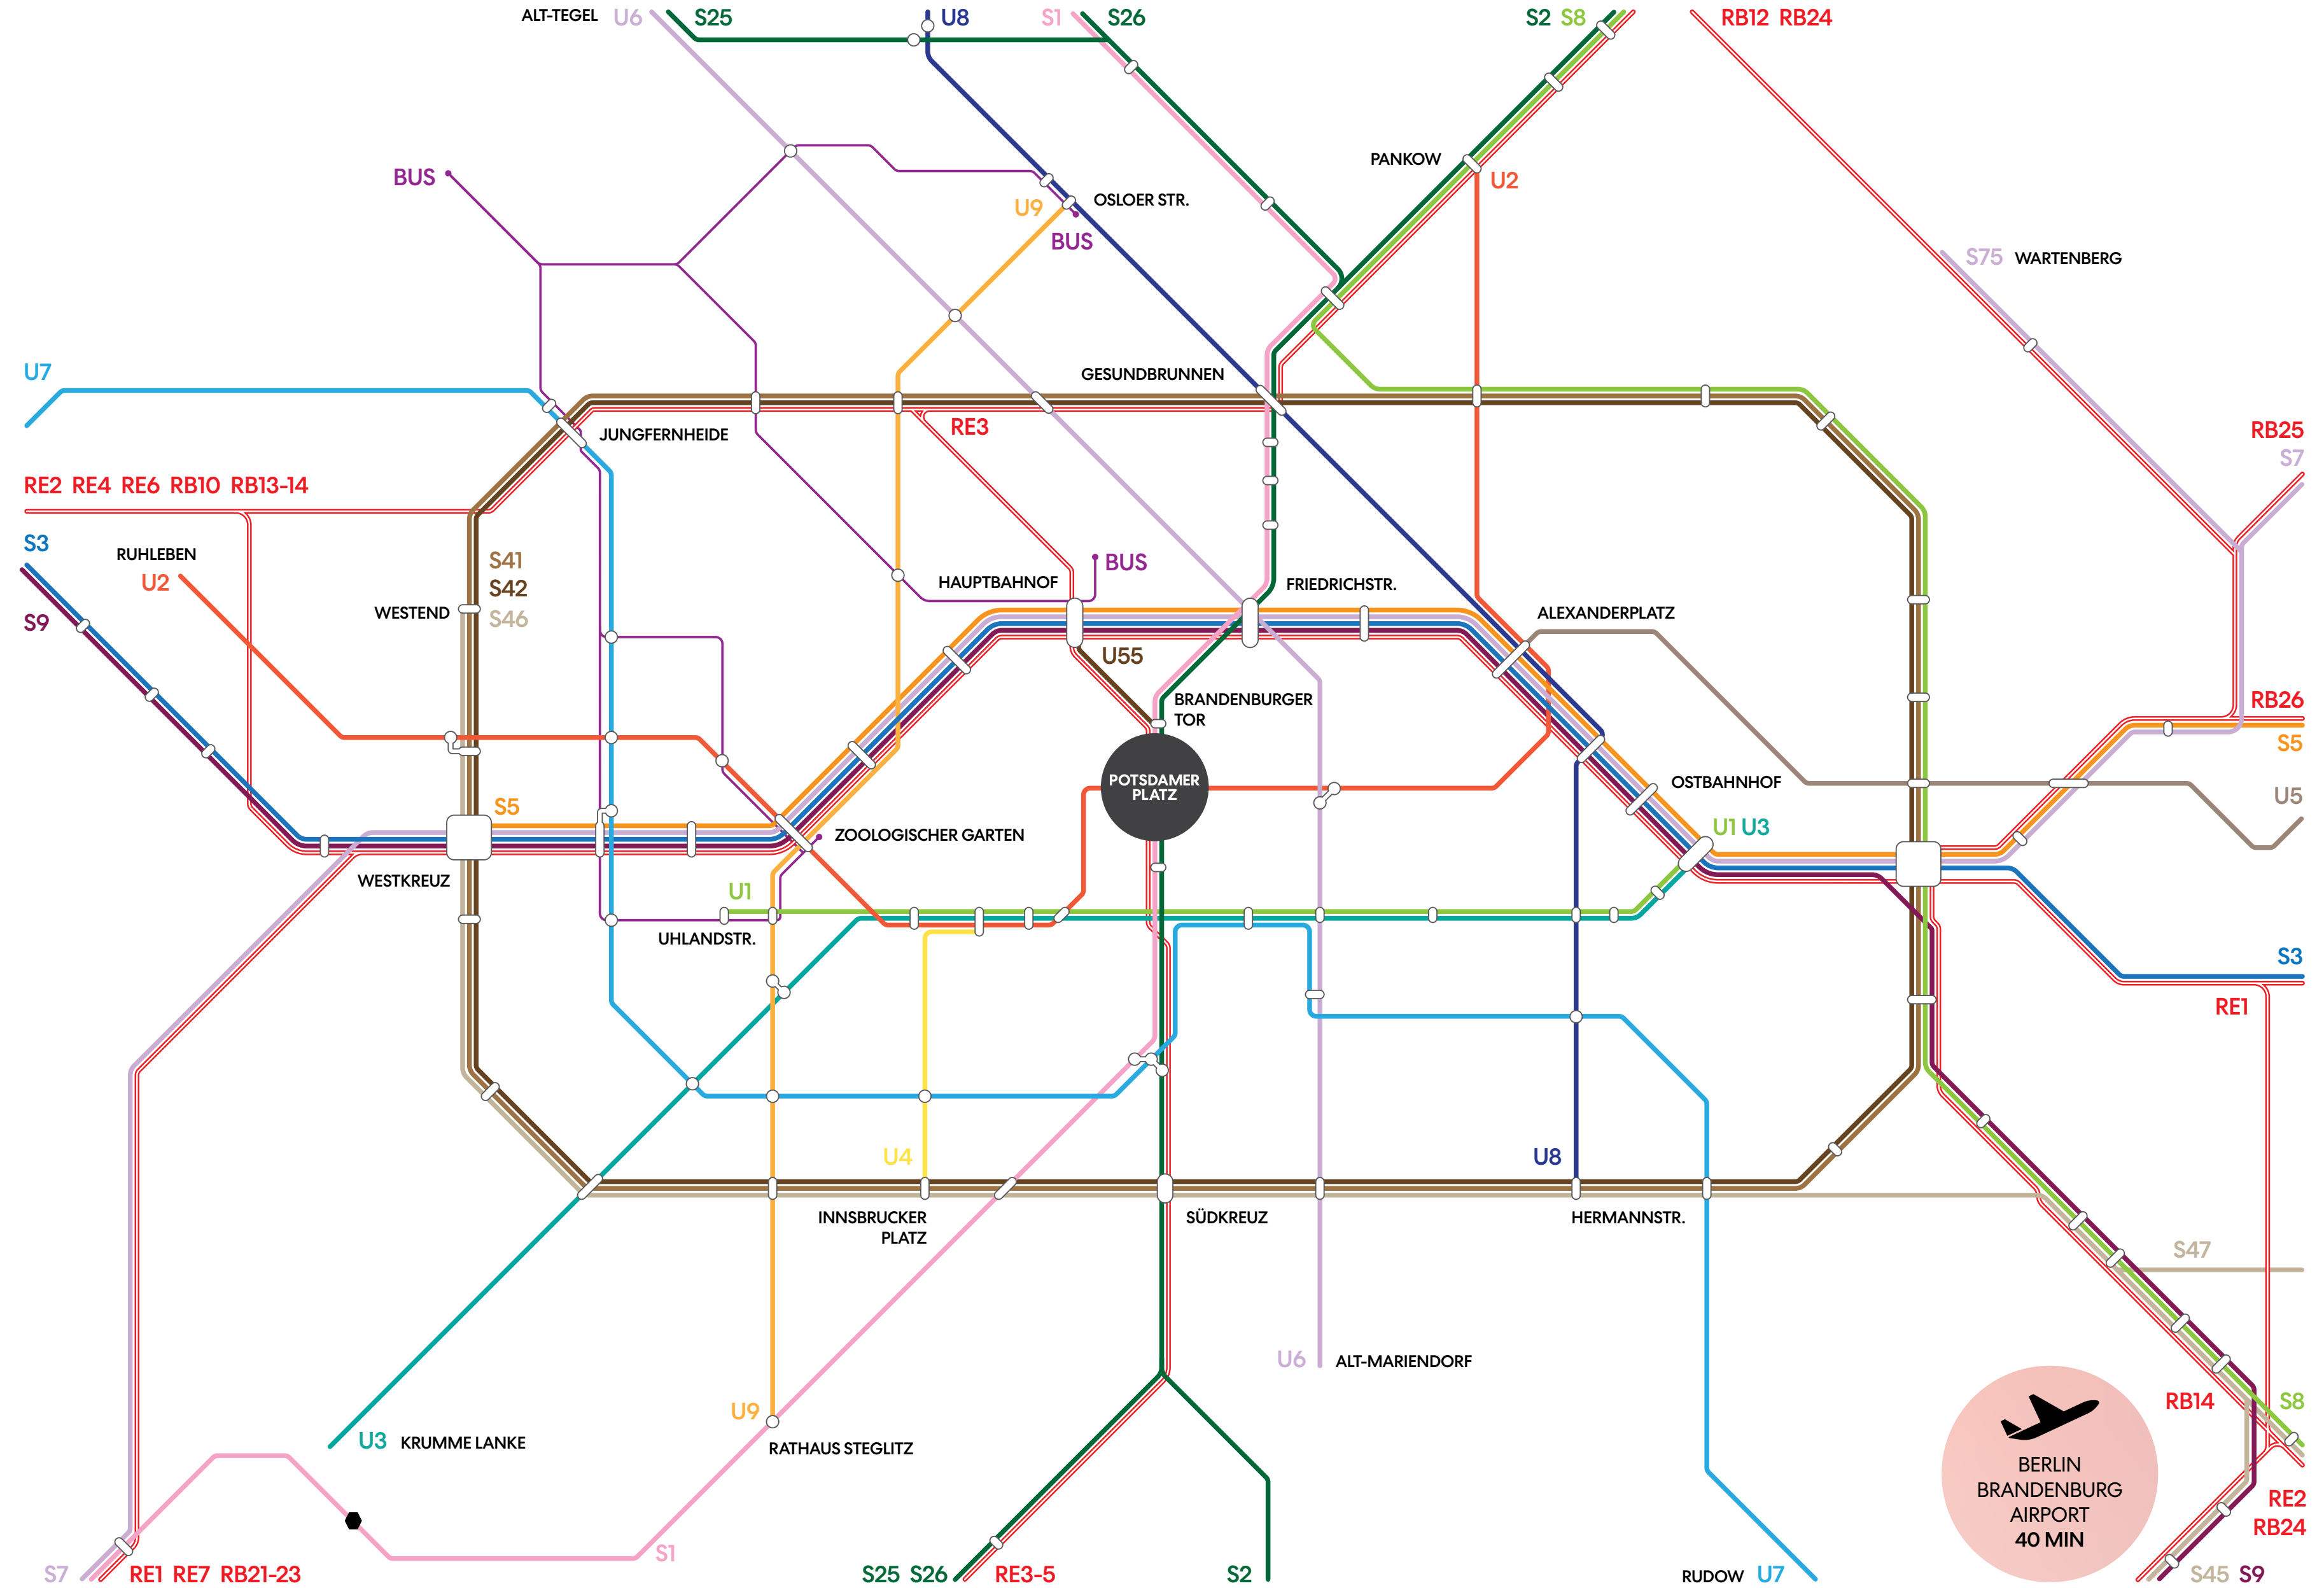 ALT-TEGEL U6 S25 U8 S1 S26 S2 S8 RB12 RB24
PANKOW
BUS
U2
OSLOER STR.
U9
BUS
S75 WARTENBERG
U7
GESUNDBRUNNEN
RE3
JUNGFERNHEIDE
RB25
S7
RE2 RE4 RE6 RB10 RB13-14
S3
RUHLEBEN
U2
S41
S42
S46
WESTEND
S9
HAUPTBAHNHOF
BUS
FRIEDRICHSTR.
ALEXANDERPLATZ
U55
BRANDENBURGER
TOR
RB26
S5
POTSDAMER
PLATZ
OSTBAHNHOF
U5
S5
ZOOLOGISCHER GARTEN
U1 U3
WESTKREUZ
U1
UHLANDSTR.
S3
RE1
U4
U8
INNSBRUCKER
PLATZ
SÜDKREUZ
HERMANNSTR.
S47
U6 ALT-MARIENDORF
U9
RATHAUS STEGLITZ
U3 KRUMME LANKE
RB14
S8
BERLIN
BRANDENBURG
AIRPORT
40 MIN
RE2
RB24
S1
S7 RE1 RE7 RB21-23
S25 S26 RE3-5
S2
RUDOW U7
S45 S9